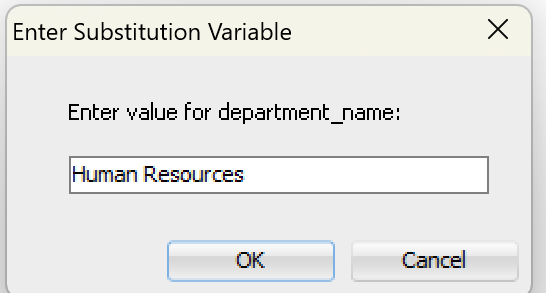 Enter Substitution Variable
Enter value for department_name:
Human Resources
OK Cancel